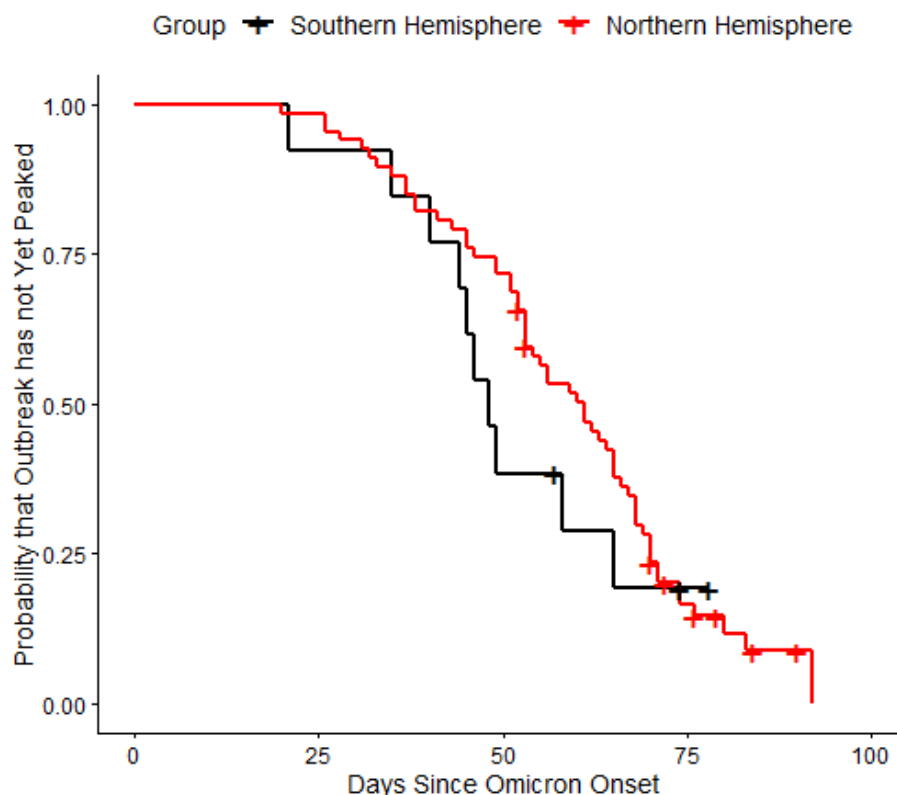 Group Southern Hemisphere Northern Hemisphere
Probability that Outbreak has not Yet Peaked
1.00
0.75
0.50
0.25
0.00
0 25 50 75 100
Days Since Omicron Onset